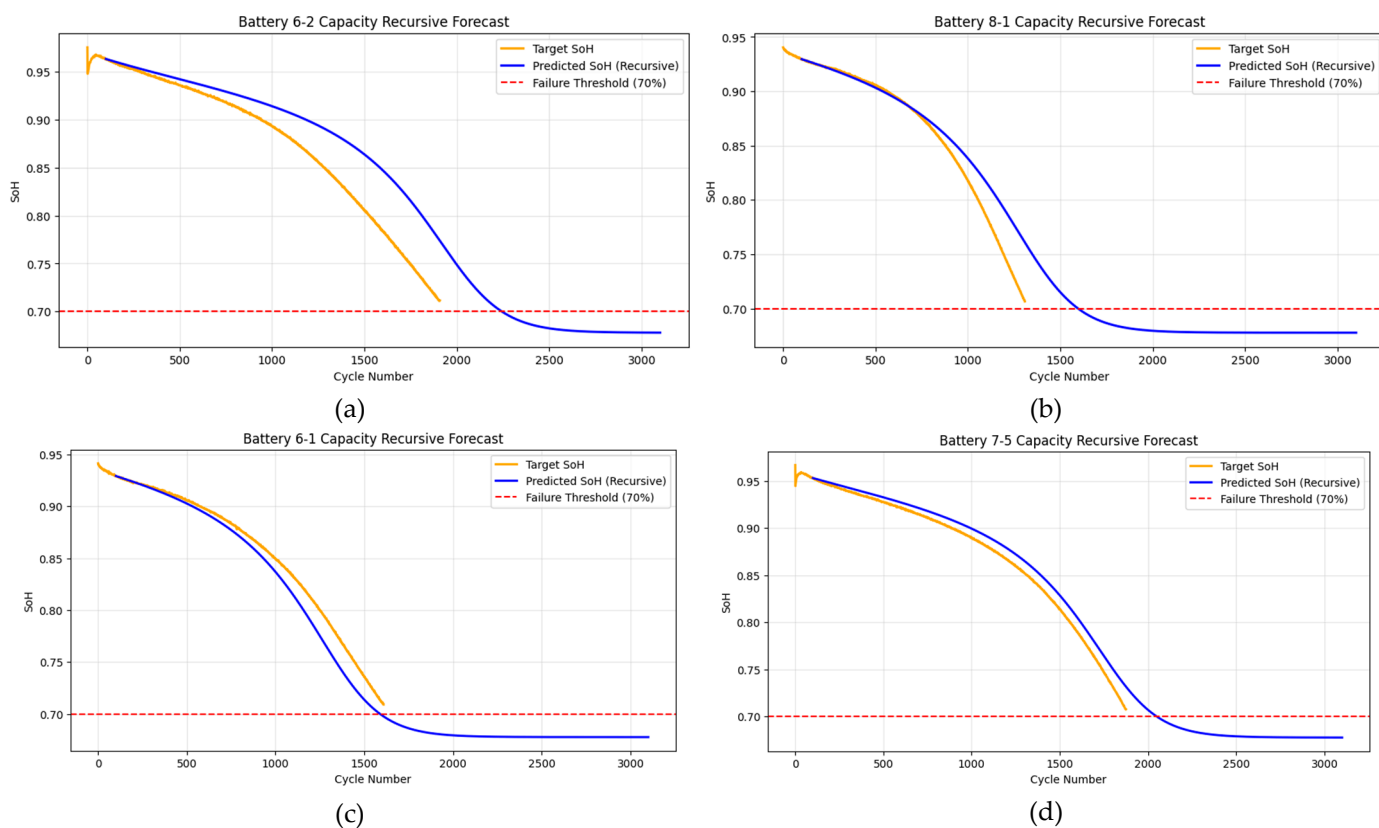 Battery 6-2 Capacity Recursive Forecast
Target SoH
Predicted SoH (Recursive)
Failure Threshold (70%)
0.95
0.90
0.85
0.80
0.75
0.70
SoH
0 500 1000 1500 2000 2500 3000
Cycle Number
(a)
Battery 8-1 Capacity Recursive Forecast
Target SoH
Predicted SoH (Recursive)
Failure Threshold (70%)
0.95
0.90
0.85
0.80
0.75
0.70
SoH
0 500 1000 1500 2000 2500 3000
Cycle Number
(b)
Battery 6-1 Capacity Recursive Forecast
Target SoH
Predicted SoH (Recursive)
Failure Threshold (70%)
0.95
0.90
0.85
0.80
0.75
0.70
SoH
0 500 1000 1500 2000 2500 3000
Cycle Number
(c)
Battery 7-5 Capacity Recursive Forecast
Target SoH
Predicted SoH (Recursive)
Failure Threshold (70%)
0.95
0.90
0.85
0.80
0.75
0.70
SoH
0 500 1000 1500 2000 2500 3000
Cycle Number
(d)